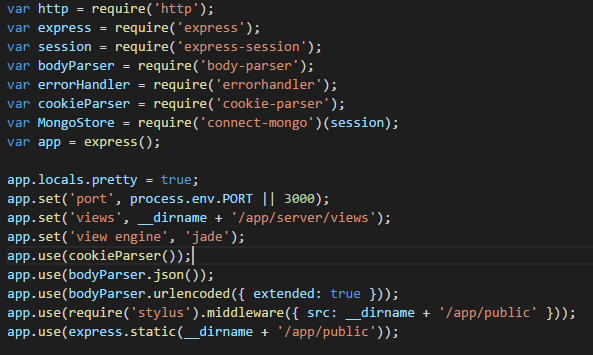 var http = require('http');
var express = require('express');
var session = require('express-session');
var bodyParser = require('body-parser');
var errorHandler = require('errorhandler');
var cookieParser = require('cookie-parser');
var MongoStore = require('connect-mongo')(session);
var app = express();
app.locals.pretty = true;
app.set('port', process.env.PORT || 3000);
app.set('views', __dirname + '/app/server/views');
app.set('view engine', 'jade');
app.use(cookieParser());
app.use(bodyParser.json());
app.use(bodyParser.urlencoded({ extended: true }));
app.use(require('stylus').middleware({ src: __dirname + '/app/public' }));
app.use(express.static(__dirname + '/app/public'));